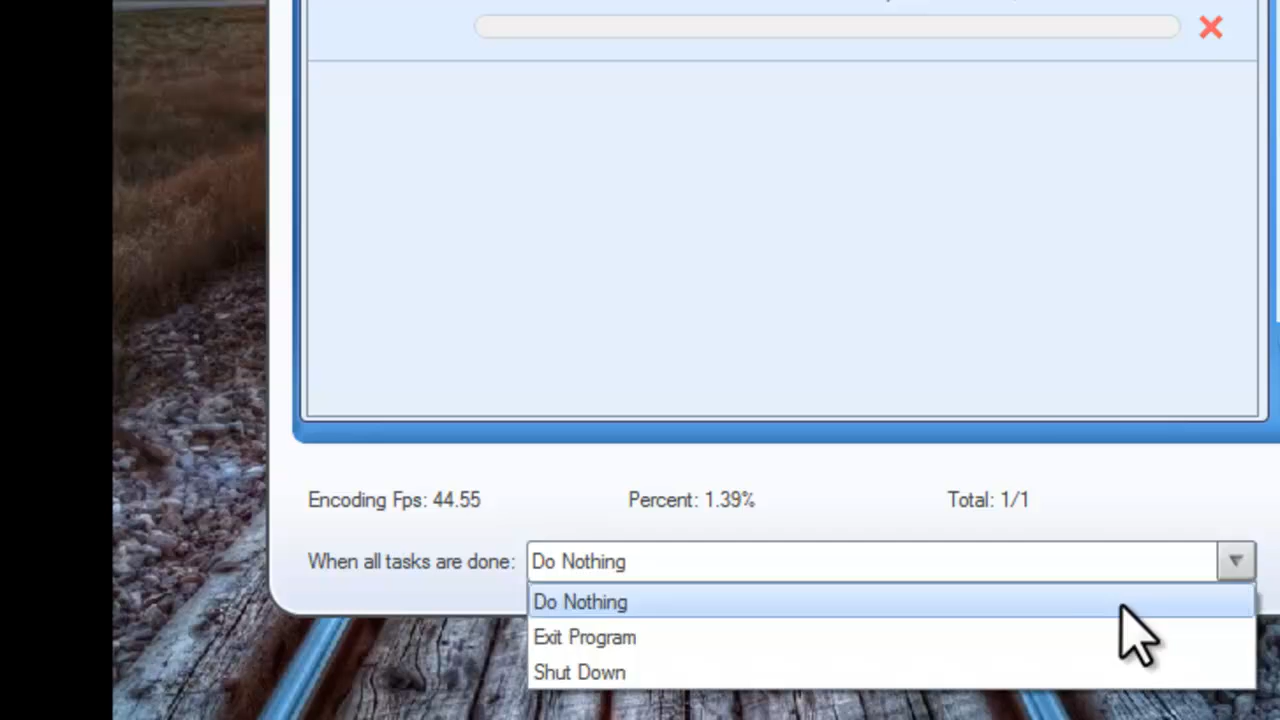 Encoding Fps: 44.55 Percent: 1.39% Total: 1/1
When all tasks are done: Do Nothing
Do Nothing
Exit Program
Shut Down